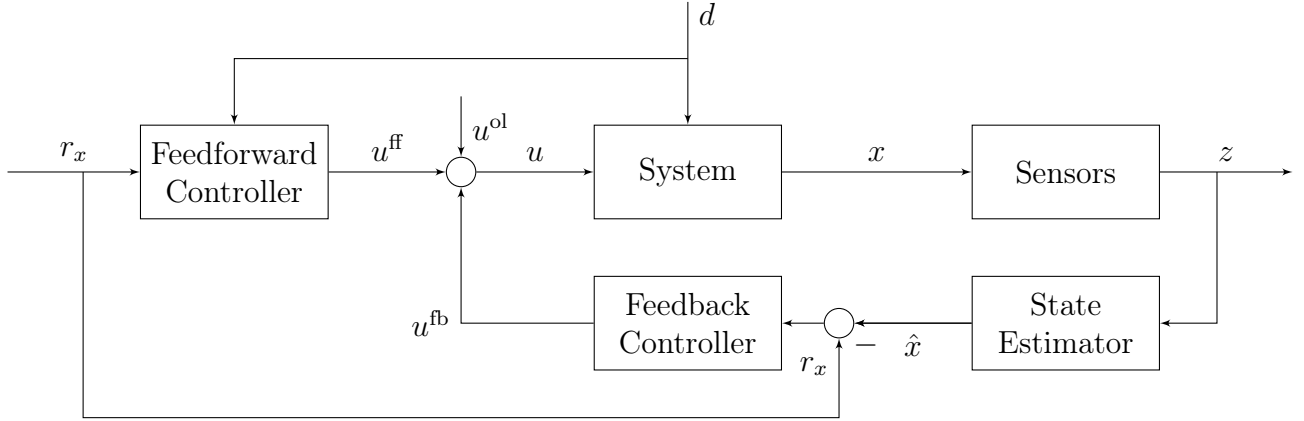 d
r_x
Feedforward
Controller
u^ff
u^ol
u
System
x
Sensors
z
u^fb
Feedback
Controller
r_x
−
x̂
State
Estimator